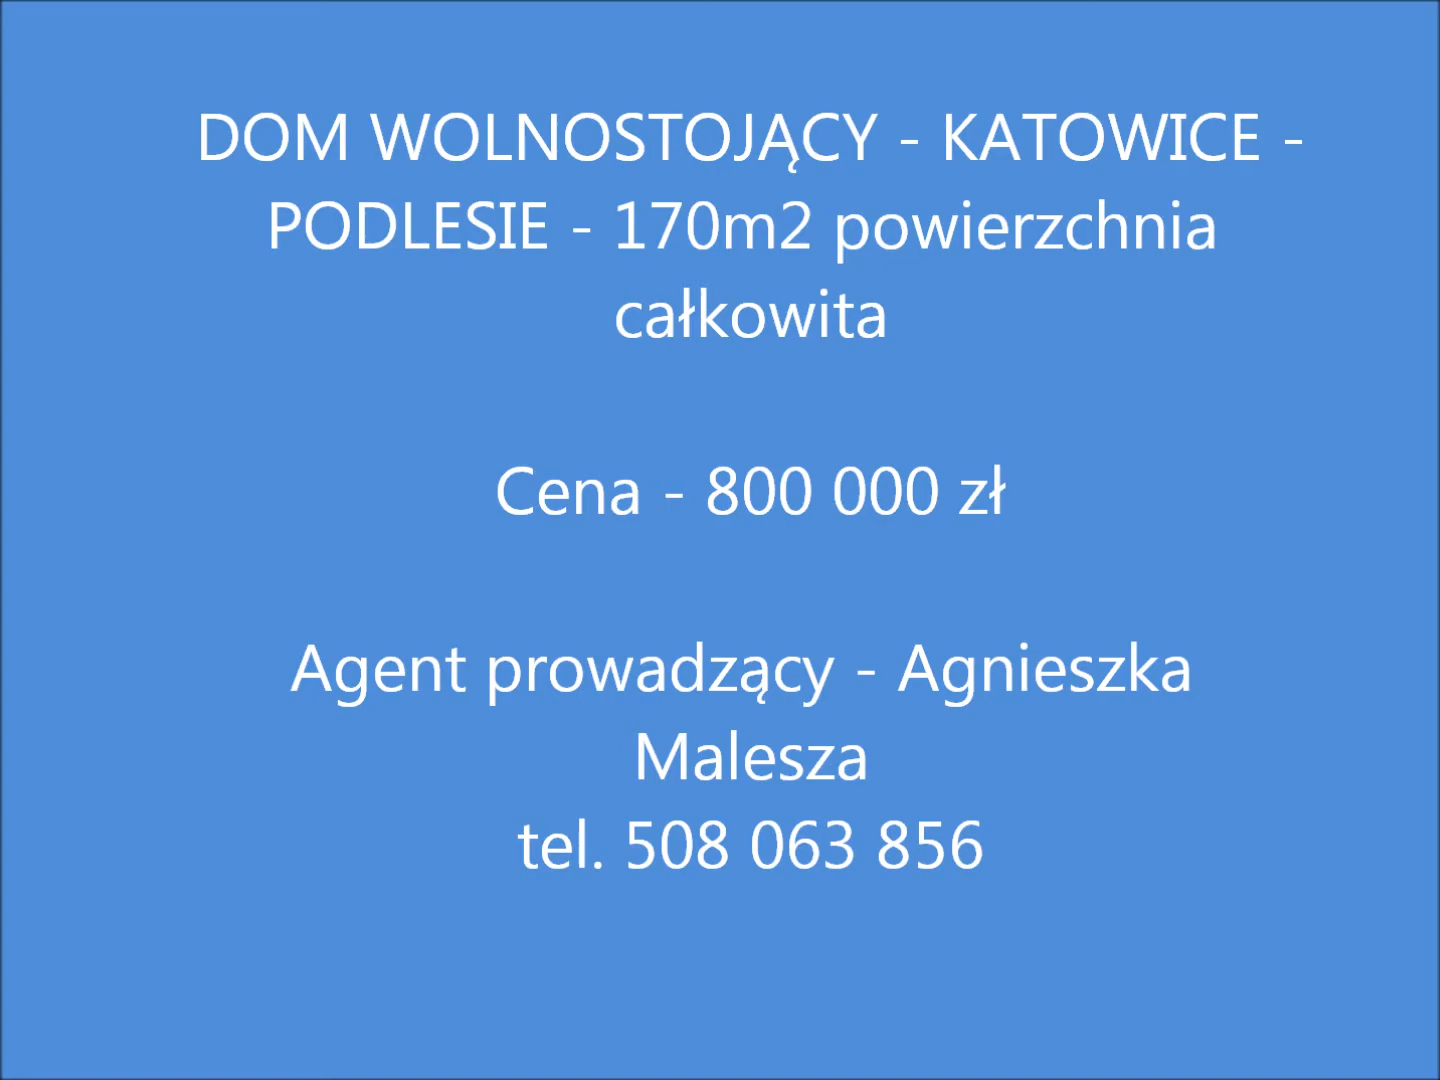 DOM WOLNOSTOJĄCY - KATOWICE -
PODLESIE - 170m2 powierzchnia
całkowita
Cena - 800 000 zł
Agent prowadzący - Agnieszka
Malesza
tel. 508 063 856